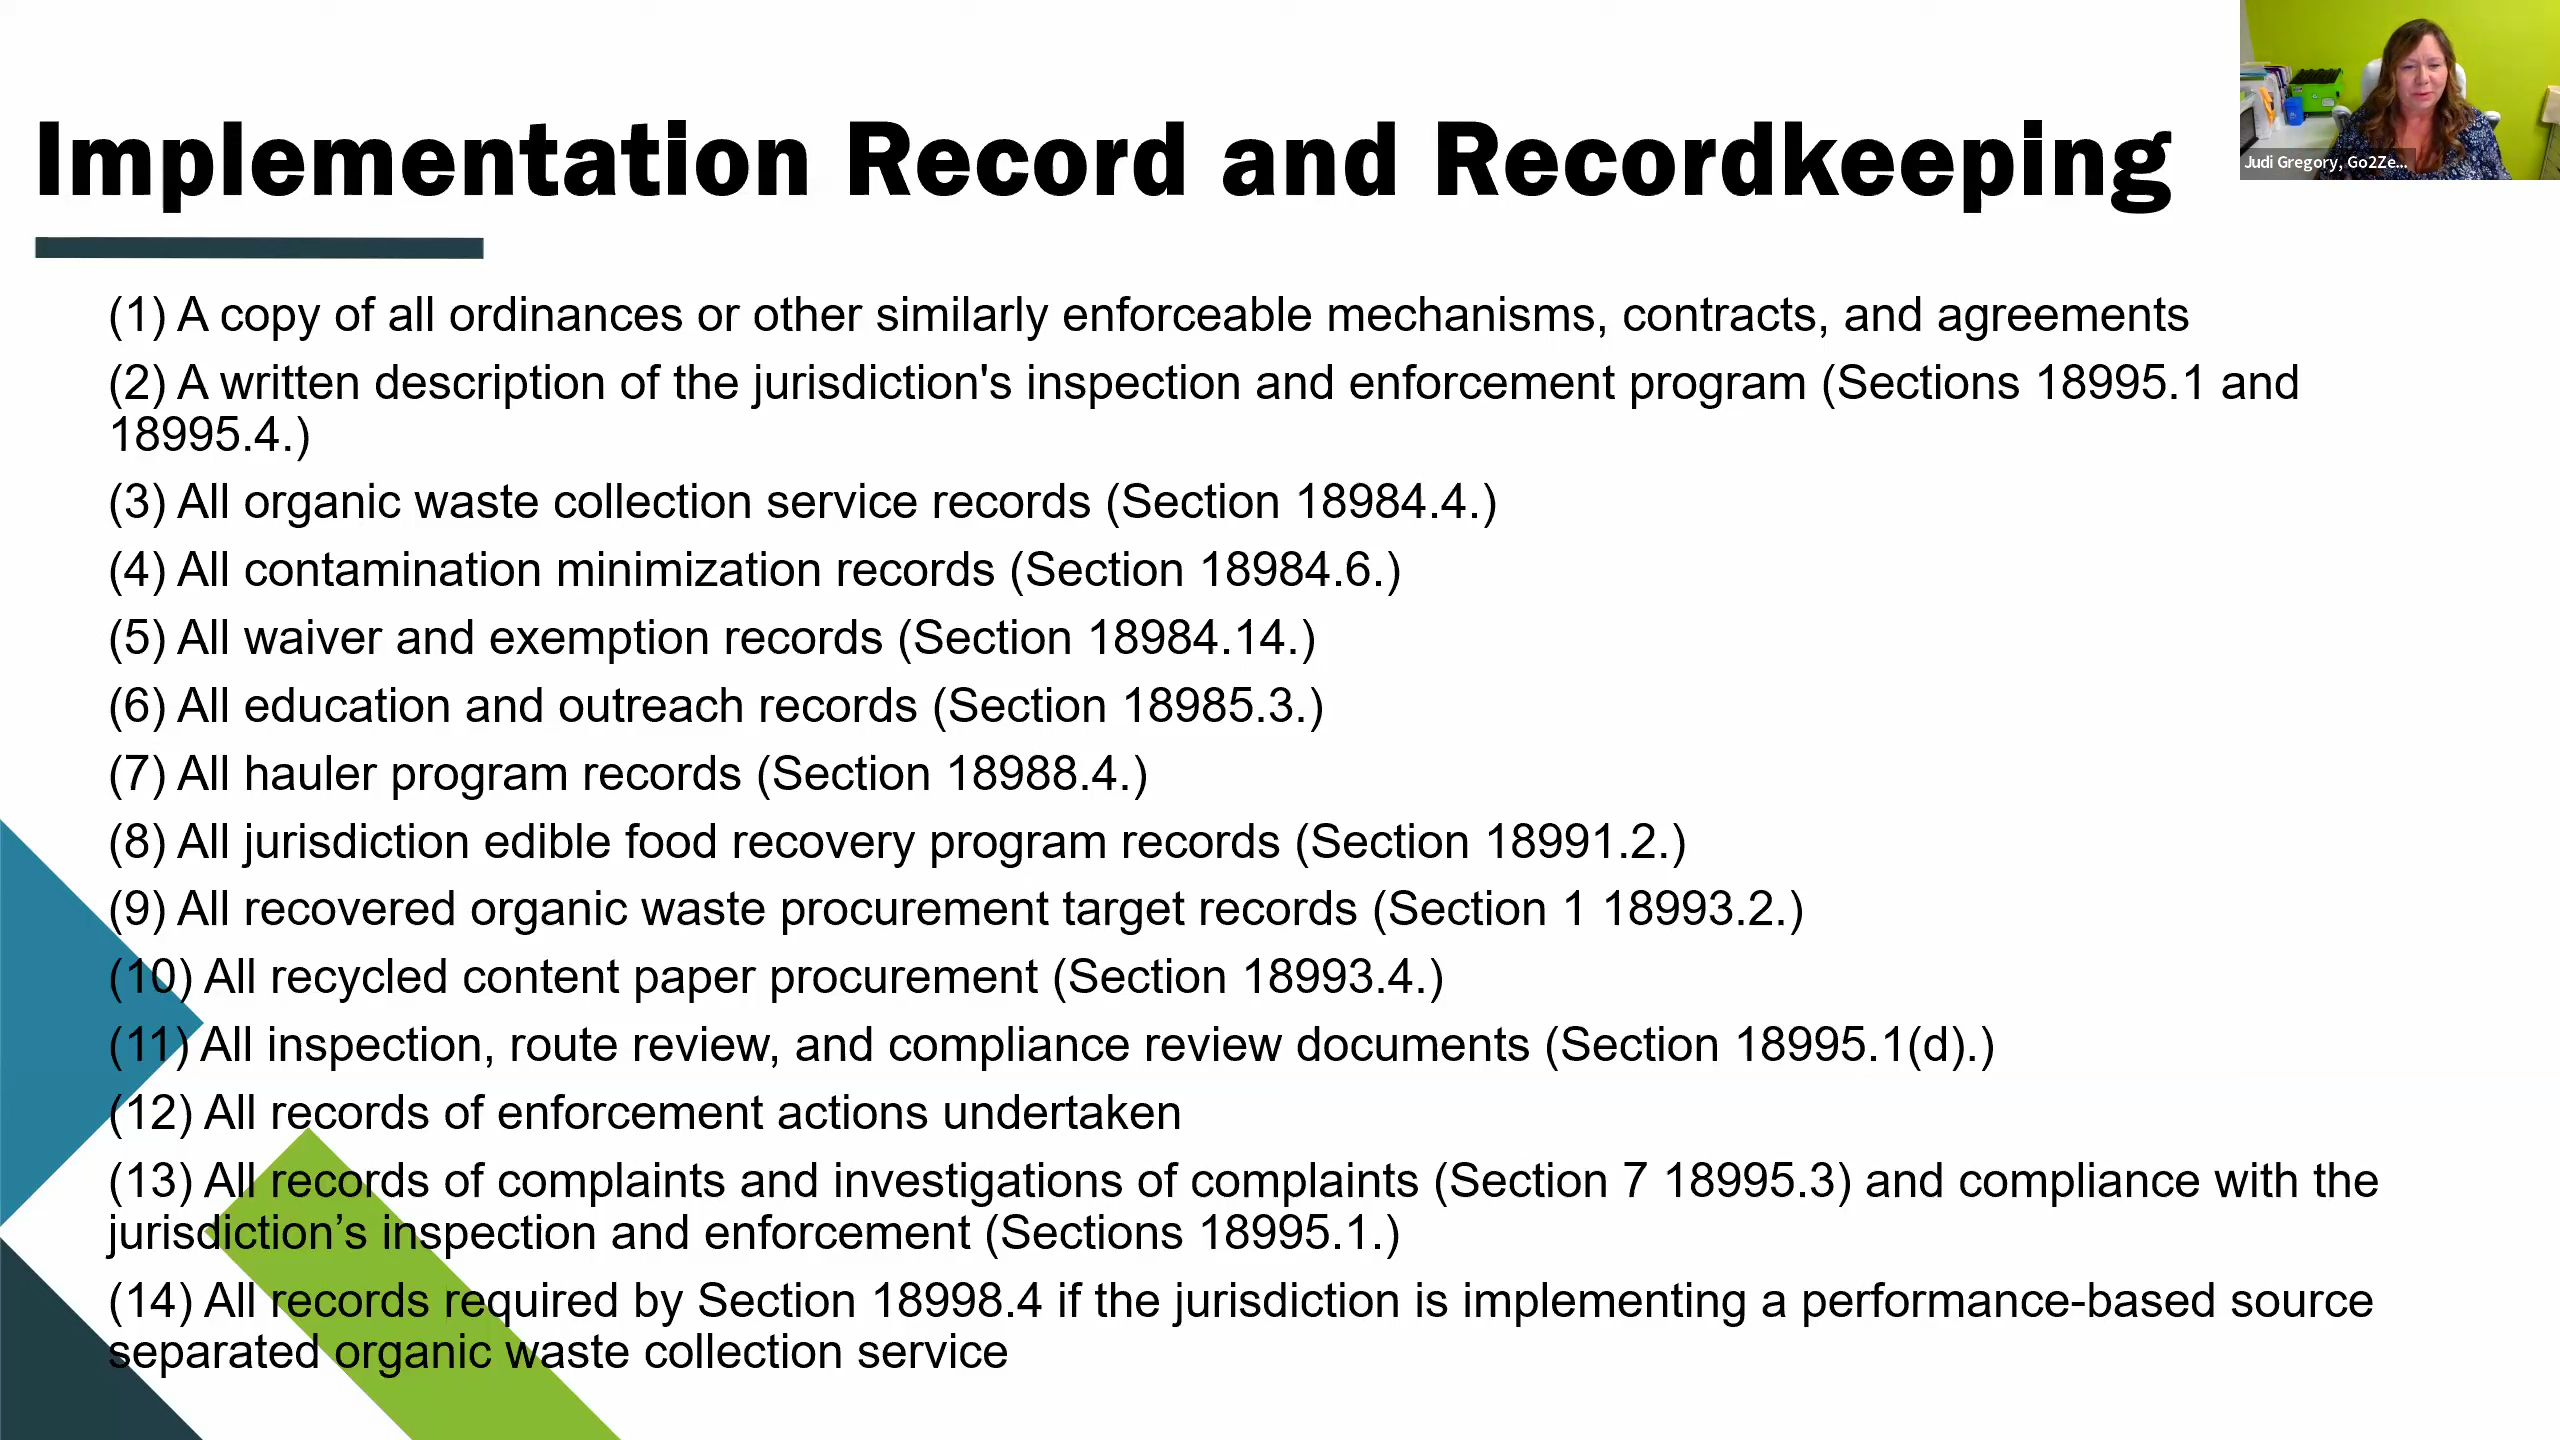 Implementation Record and Recordkeeping
Judi Gregory, Go2Ze...
(1) A copy of all ordinances or other similarly enforceable mechanisms, contracts, and agreements
(2) A written description of the jurisdiction's inspection and enforcement program (Sections 18995.1 and
18995.4.)
(3) All organic waste collection service records (Section 18984.4.)
(4) All contamination minimization records (Section 18984.6.)
(5) All waiver and exemption records (Section 18984.14.)
(6) All education and outreach records (Section 18985.3.)
(7) All hauler program records (Section 18988.4.)
(8) All jurisdiction edible food recovery program records (Section 18991.2.)
(9) All recovered organic waste procurement target records (Section 1 18993.2.)
(10) All recycled content paper procurement (Section 18993.4.)
(11) All inspection, route review, and compliance review documents (Section 18995.1(d).)
(12) All records of enforcement actions undertaken
(13) All records of complaints and investigations of complaints (Section 7 18995.3) and compliance with the
jurisdiction’s inspection and enforcement (Sections 18995.1.)
(14) All records required by Section 18998.4 if the jurisdiction is implementing a performance-based source
separated organic waste collection service